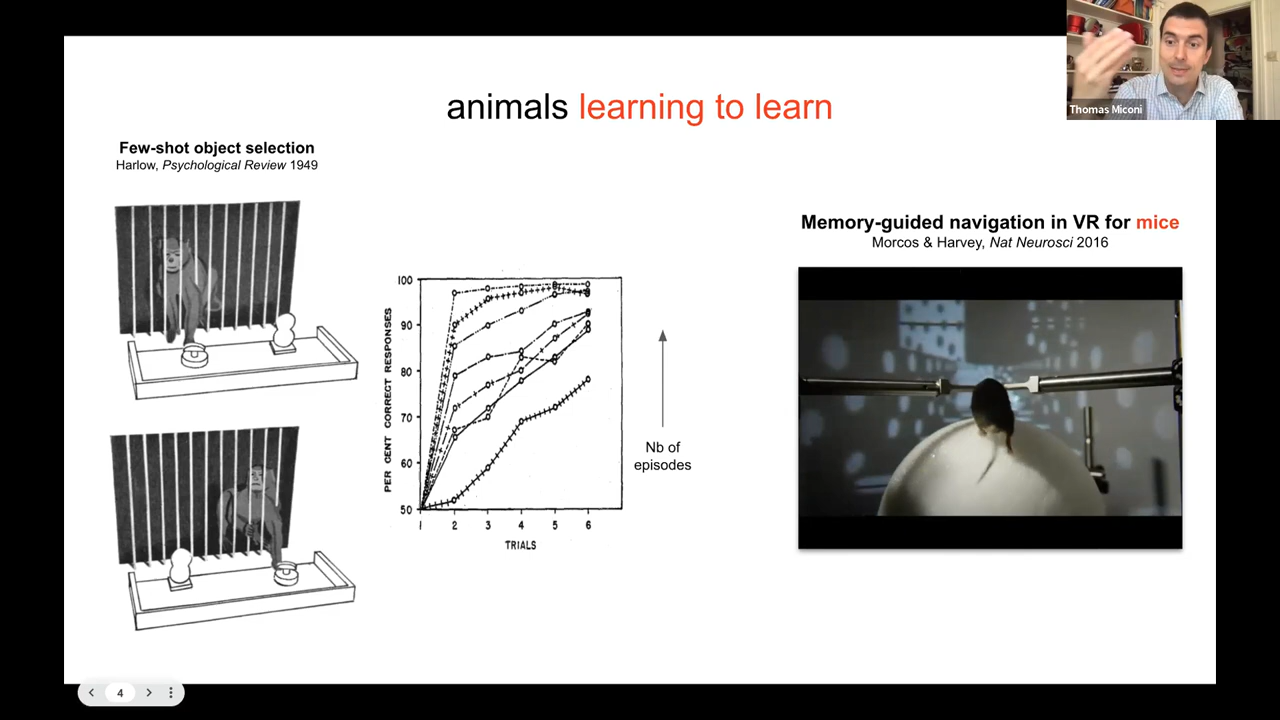 animals learning to learn
Thomas Miconi
Few-shot object selection
Harlow, Psychological Review 1949
Memory-guided navigation in VR for mice
Morcos & Harvey, Nat Neurosci 2016
PER CENT CORRECT RESPONSES
100
90
80
70
60
50
1 2 3 4 5 6
TRIALS
Nb of
episodes
4